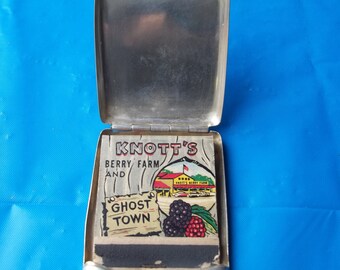 KNOTT'S
BERRY FARM
AND
GHOST
TOWN